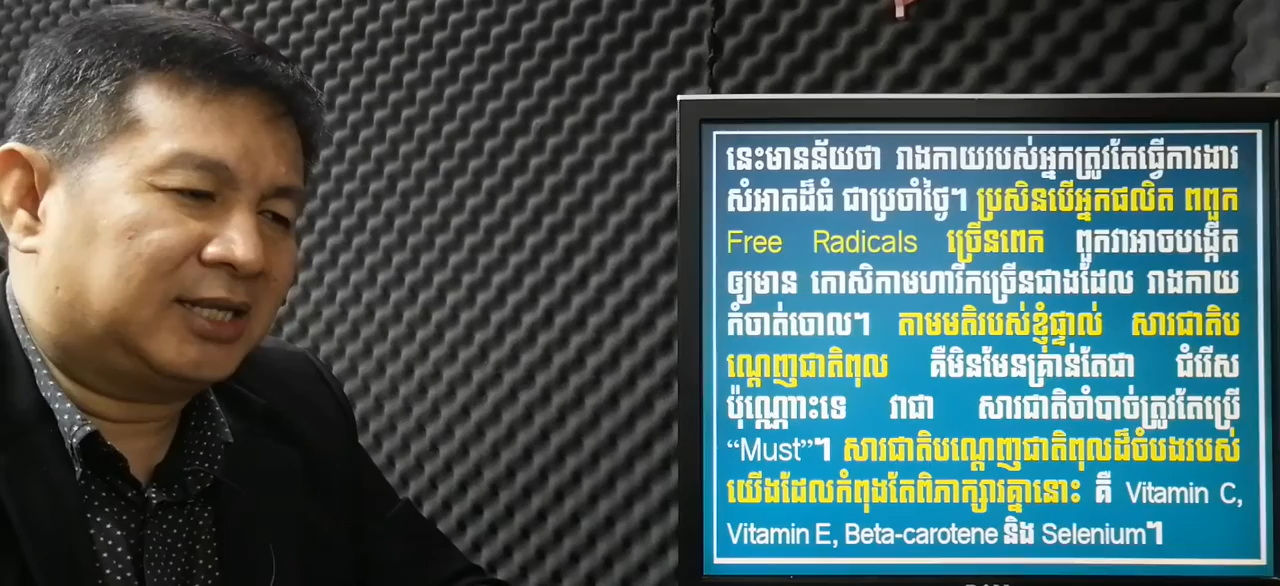 នេះមានន័យថា រាងកាយរបស់អ្នកត្រូវតែធ្វើការងារ
សំអាតដ៏ធំ ជាប្រចាំថ្ងៃ។ ប្រសិនបើអ្នកផលិត ពពួក
Free Radicals ច្រើនពេក ពួកវាអាចបង្កើត
ឲ្យមាន កោសិកាមហារីកច្រើនជាងដែល រាងកាយ
កំចាត់ចោល។ តាមមតិរបស់ខ្ញុំផ្ទាល់ សារជាតិប
ណ្តេញជាតិពុល គឺមិនមែនគ្រាន់តែជា ជំរើស
ប៉ុណ្ណោះទេ វាជា សារជាតិចាំបាច់ត្រូវតែប្រើ
“Must”។ សារជាតិបណ្តេញជាតិពុលដ៏ចំបងរបស់
យើងដែលកំពុងតែពិភាក្សារគ្នានោះ គឺ Vitamin C,
Vitamin E, Beta-carotene និង Selenium។